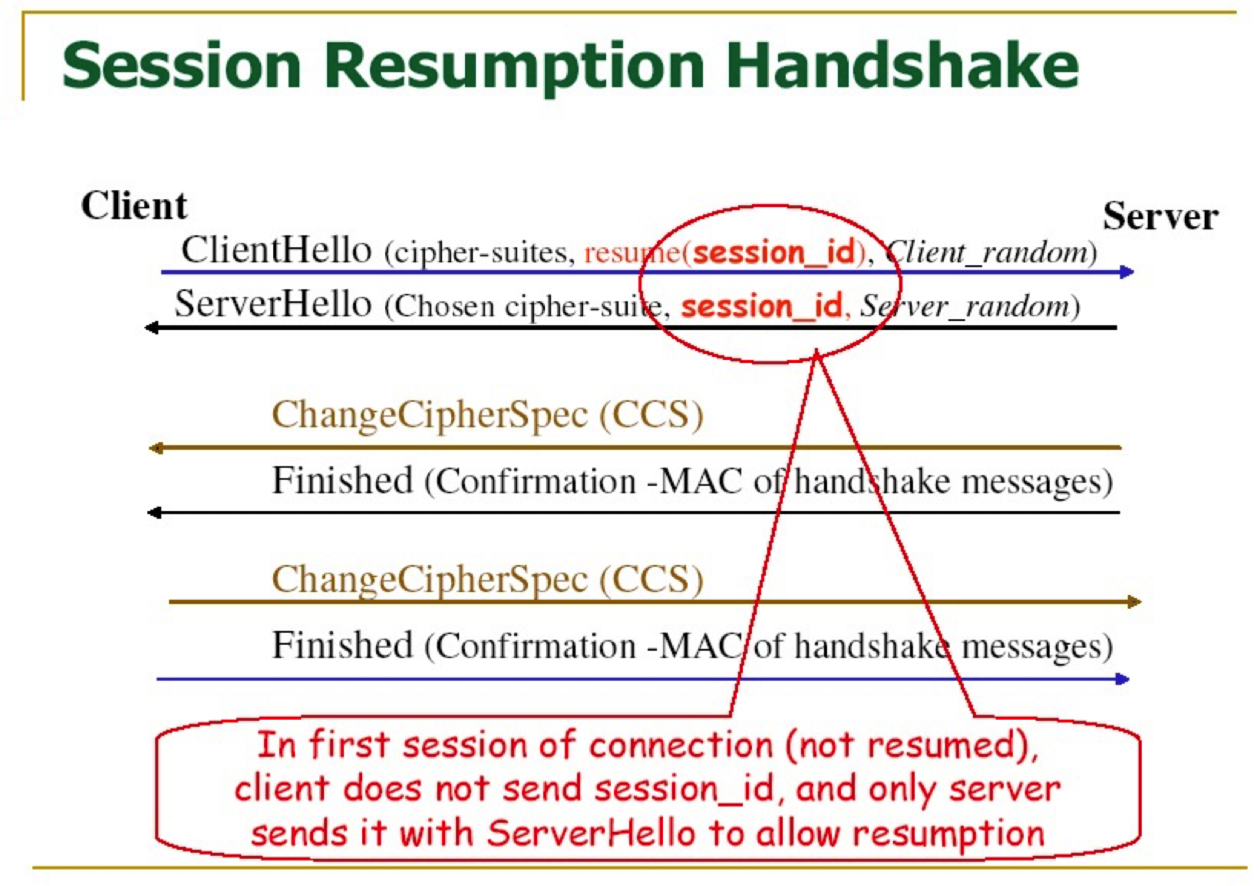 Session Resumption Handshake
Client
Server
ClientHello (cipher-suites, resume(session_id), Client_random)
ServerHello (Chosen cipher-suite, session_id, Server_random)
ChangeCipherSpec (CCS)
Finished (Confirmation -MAC of handshake messages)
ChangeCipherSpec (CCS)
Finished (Confirmation -MAC of handshake messages)
In first session of connection (not resumed),
client does not send session_id, and only server
sends it with ServerHello to allow resumption